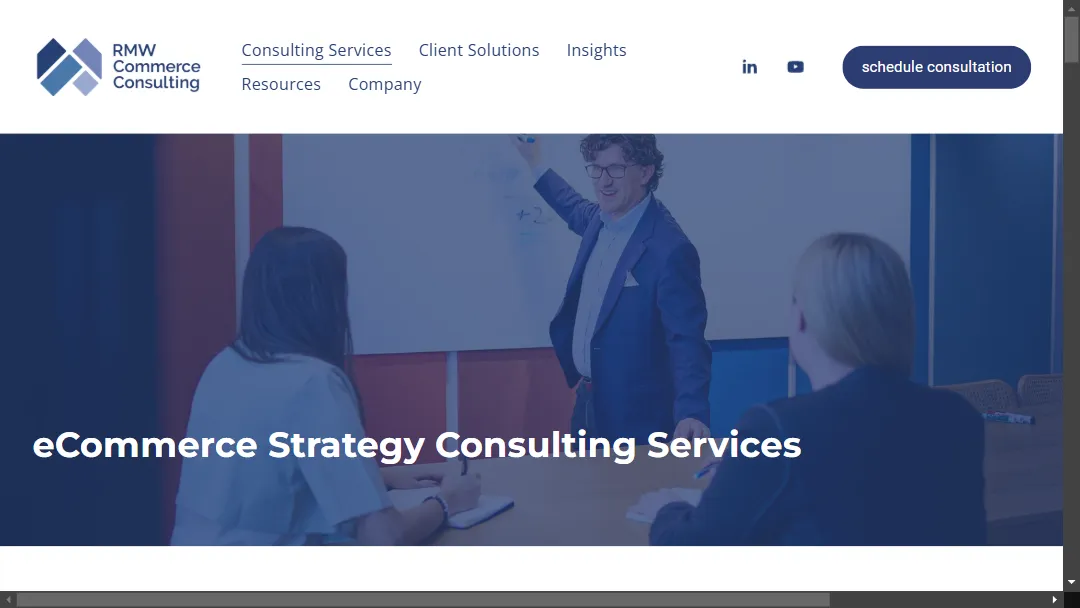 RMW
Commerce
Consulting
Consulting Services
Client Solutions
Insights
Resources
Company
in
schedule consultation
eCommerce Strategy Consulting Services